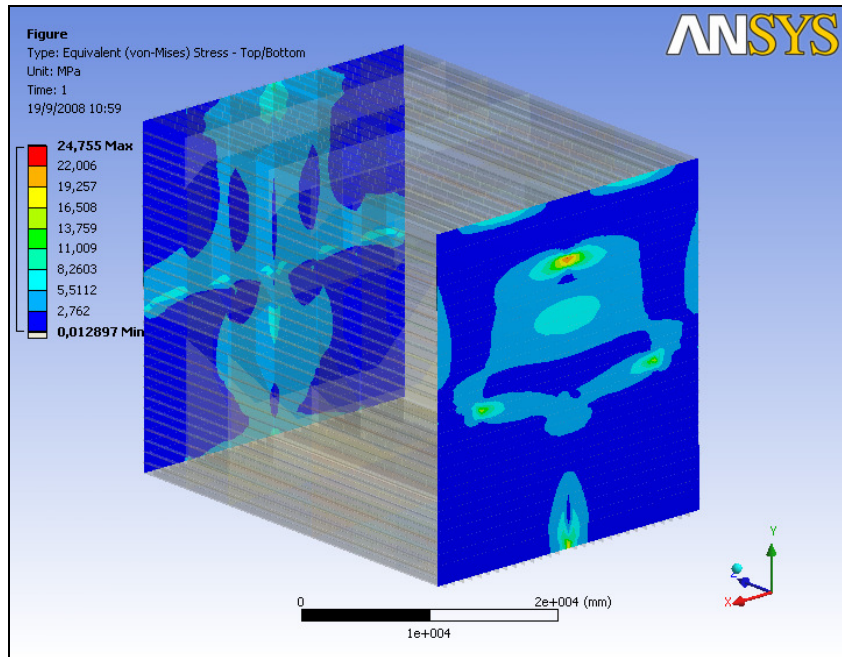 Figure
Type: Equivalent (von-Mises) Stress - Top/Bottom
Unit: MPa
Time: 1
19/9/2008 10:59
ANSYS
24,755 Max
22,006
19,257
16,508
13,759
11,009
8,2603
5,5112
2,762
0,012897 Min
Y
Z
X
0
2e+004 (mm)
1e+004